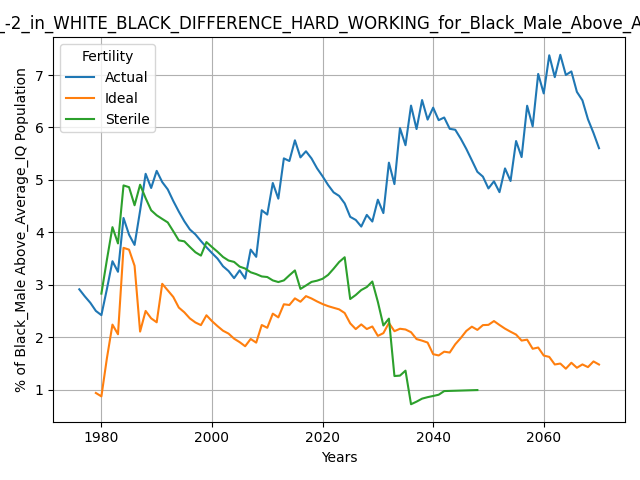 _-2_in_WHITE_BLACK_DIFFERENCE_HARD_WORKING_for_Black_Male_Above_A
Fertility
Actual
Ideal
Sterile
% of Black_Male Above_Average_IQ Population
7
6
5
4
3
2
1
1980 2000 2020 2040 2060
Years